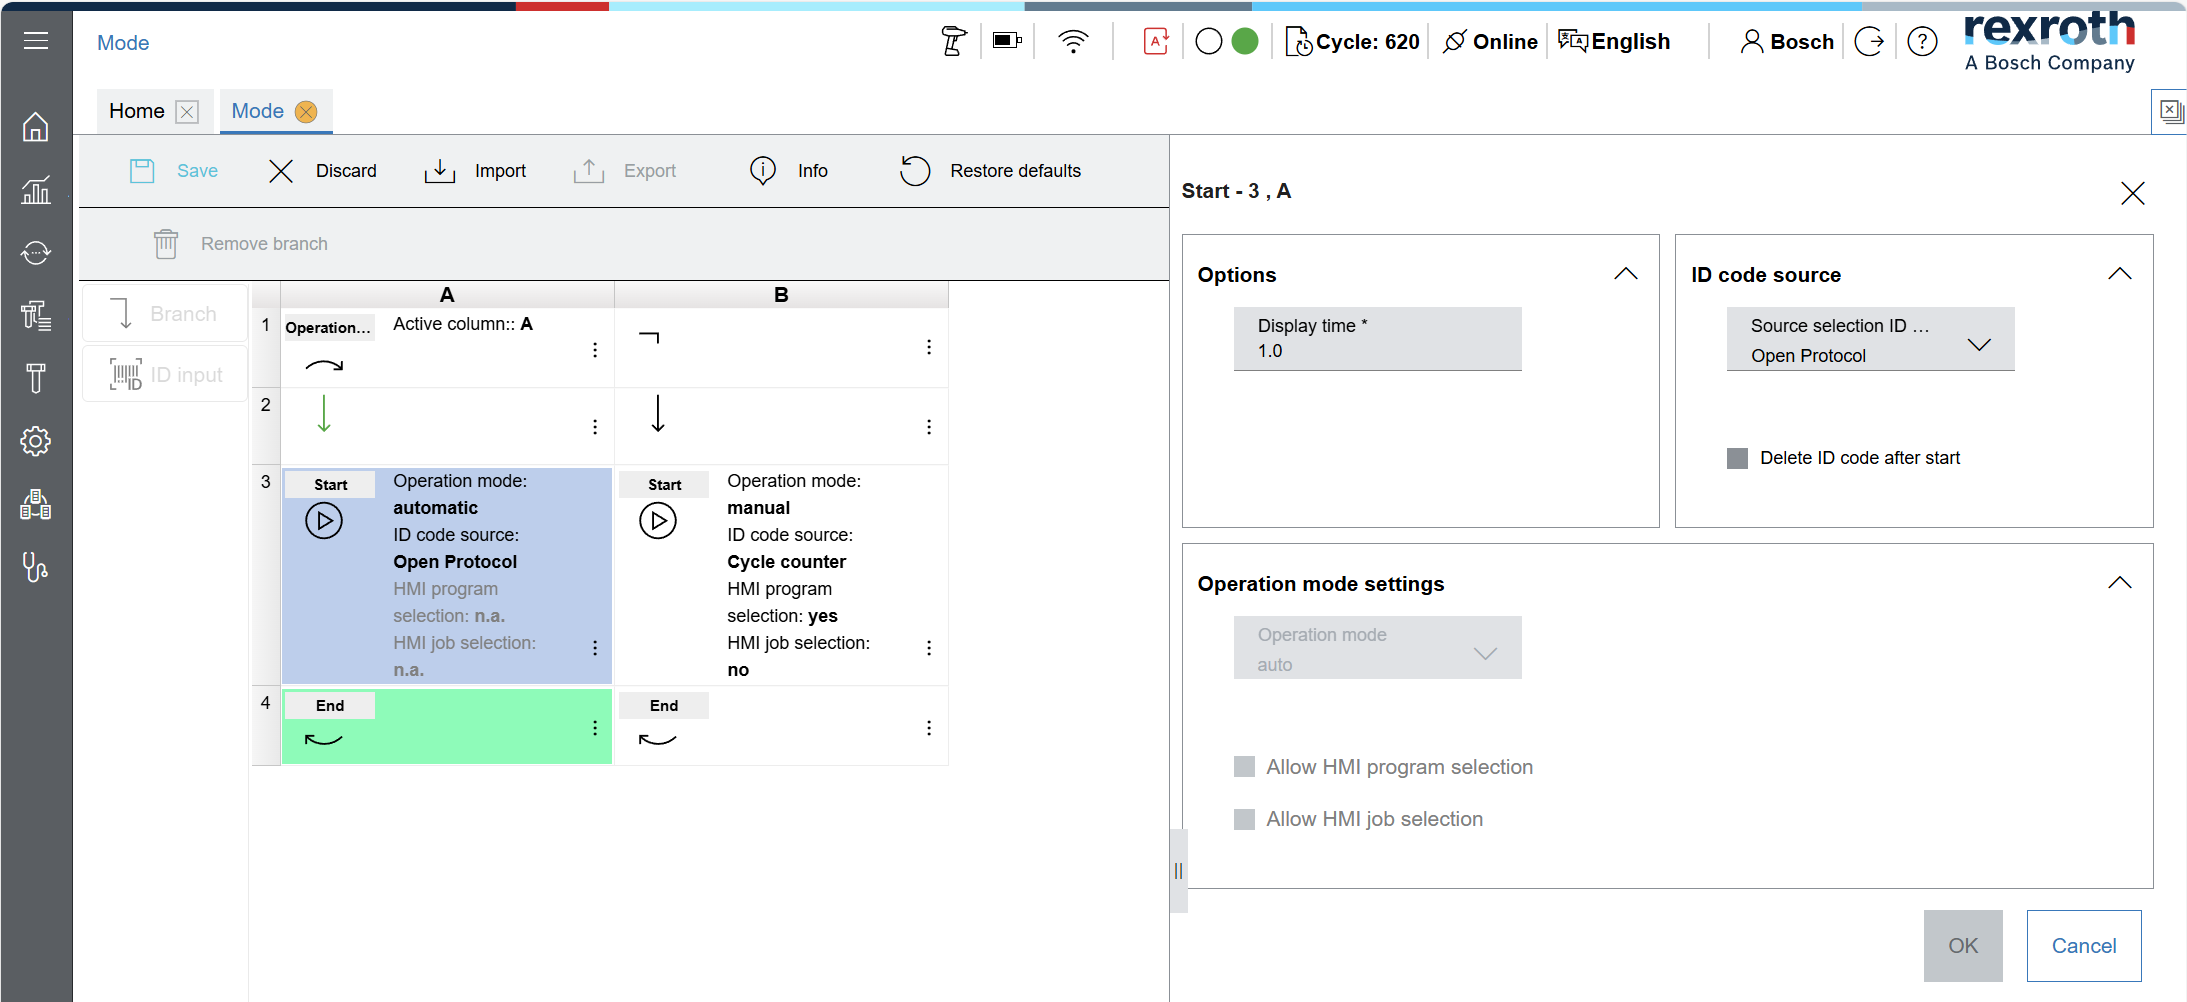 Mode
Cycle: 620
Online
English
Bosch
rexroth
A Bosch Company
Home
Mode
Save
Discard
Import
Export
Info
Restore defaults
Remove branch
Branch
ID input
A
B
1
Operation...
Active column:: A
2
3
Start
Operation mode:
automatic
ID code source:
Open Protocol
HMI program
selection: n.a.
HMI job selection:
n.a.
Start
Operation mode:
manual
ID code source:
Cycle counter
HMI program
selection: yes
HMI job selection:
no
4
End
End
Start - 3 , A
Options
Display time *
1.0
ID code source
Source selection ID ...
Open Protocol
Delete ID code after start
Operation mode settings
Operation mode
auto
Allow HMI program selection
Allow HMI job selection
OK
Cancel